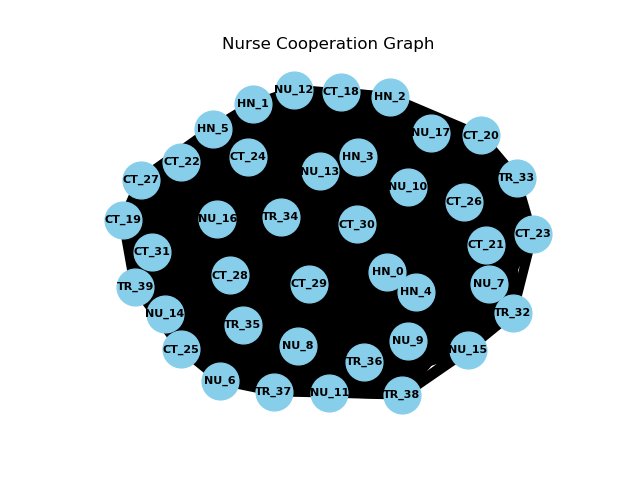 Nurse Cooperation Graph
NU_12
CT_18
HN_2
HN_1
HN_5
NU_17
CT_20
CT_22
CT_24
HN_3
NU_13
CT_27
TR_33
NU_10
CT_26
CT_19
NU_16
TR_34
CT_30
CT_23
CT_31
CT_21
CT_28
HN_0
TR_39
CT_29
HN_4
NU_7
NU_14
TR_32
TR_35
CT_25
NU_8
NU_9
NU_15
TR_36
NU_6
TR_37
NU_11
TR_38